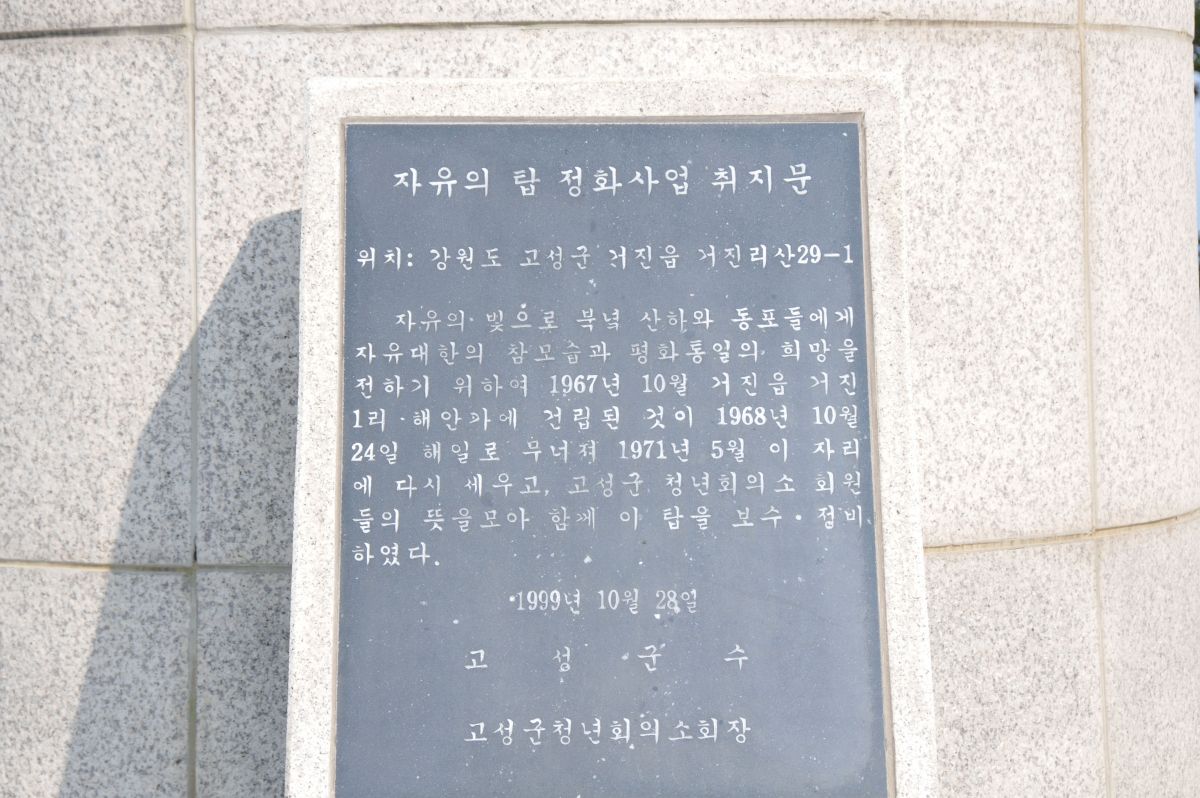 자유의 탑 정화사업 취지문
위치: 강원도 고성군 거진읍 거진리산29-1
자유의 빛으로 북녘 산하와 동포들에게
자유대한의 참모습과 평화통일의 희망을
전하기 위하여 1967년 10월 거진읍 거진
1리 해안가에 건립된 것이 1968년 10월
24일 해일로 무너져 1971년 5월 이 자리
에 다시 세우고, 고성군 청년회의소 회원
들의 뜻을모아 함께 이 탑을 보수·정비
하였다.
1999년 10월 28일
고 성 군 수
고성군청년회의소회장